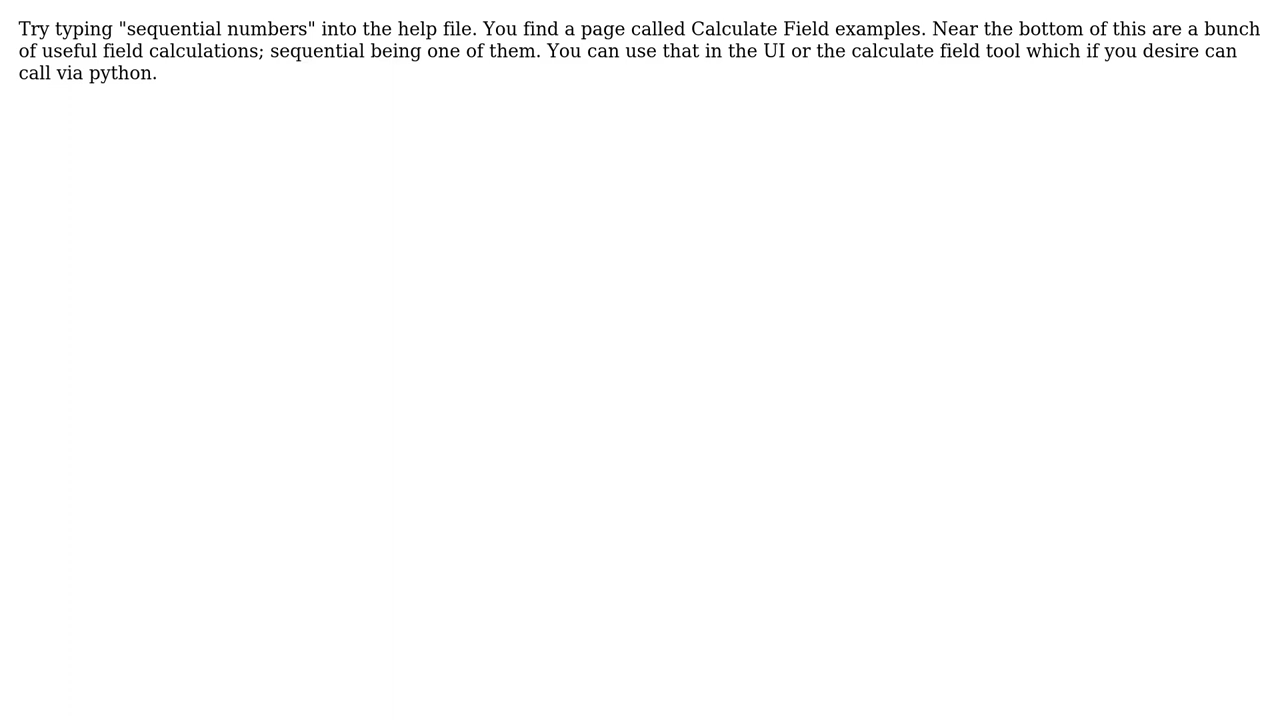 Try typing "sequential numbers" into the help file. You find a page called Calculate Field examples. Near the bottom of this are a bunch
of useful field calculations; sequential being one of them. You can use that in the UI or the calculate field tool which if you desire can
call via python.